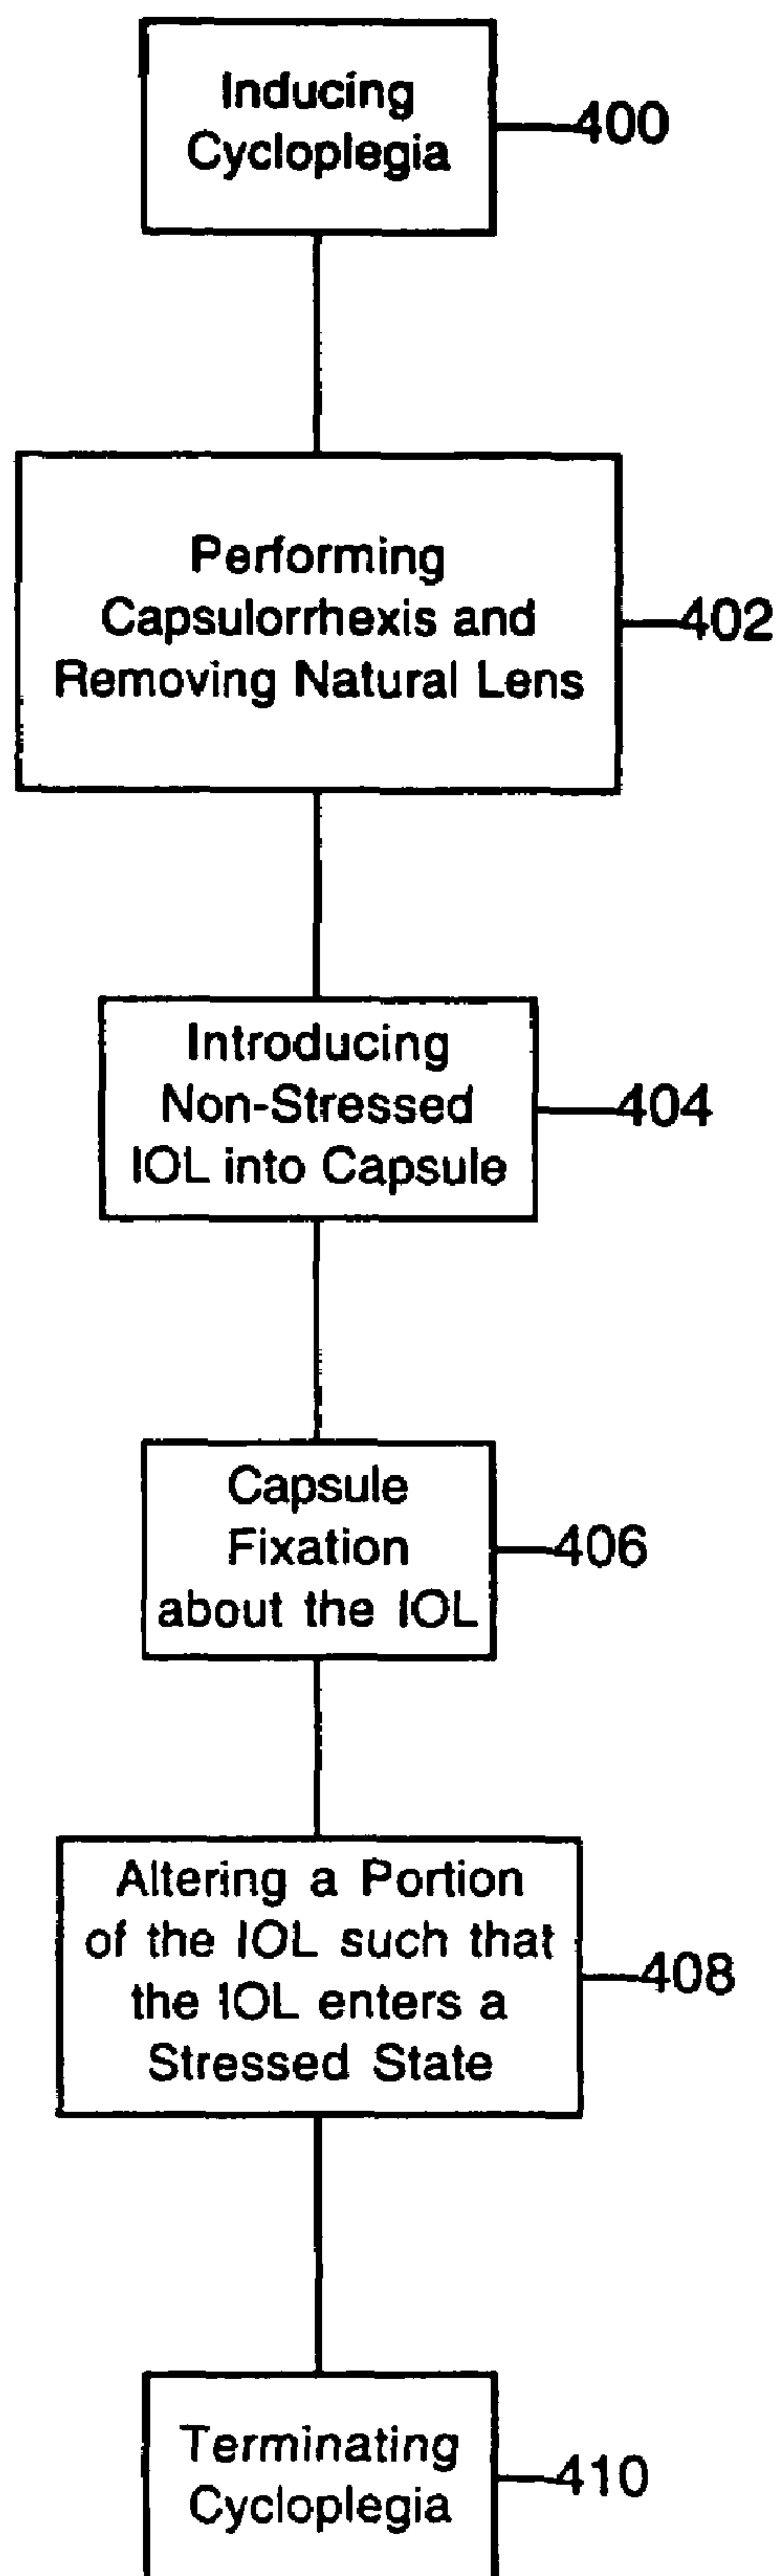 Inducing
Cycloplegia
400
Performing
Capsulorrhexis and
Removing Natural Lens
402
Introducing
Non-Stressed
IOL into Capsule
404
Capsule
Fixation
about the IOL
406
Altering a Portion
of the IOL such that
the IOL enters a
Stressed State
408
Terminating
Cycloplegia
410